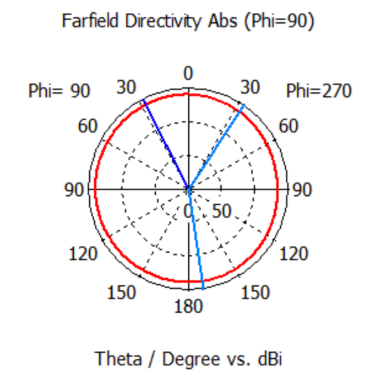 Farfield Directivity Abs (Phi=90)
0
Phi= 90 30 30 Phi=270
60 60
90 90
0 50
120 120
150 150
180
Theta / Degree vs. dBi